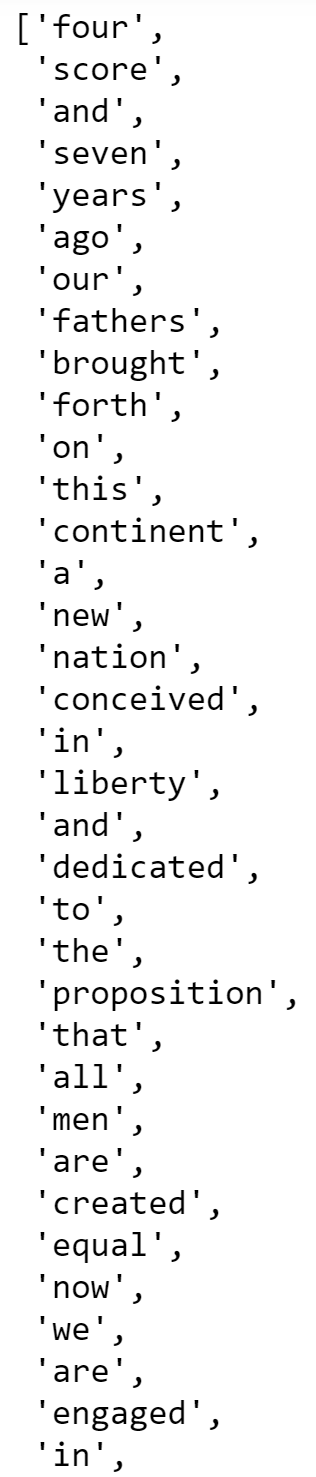 ['four',
'score',
'and',
'seven',
'years',
'ago',
'our',
'fathers',
'brought',
'forth',
'on',
'this',
'continent',
'a',
'new',
'nation',
'conceived',
'in',
'liberty',
'and',
'dedicated',
'to',
'the',
'proposition',
'that',
'all',
'men',
'are',
'created',
'equal',
'now',
'we',
'are',
'engaged',
'in',